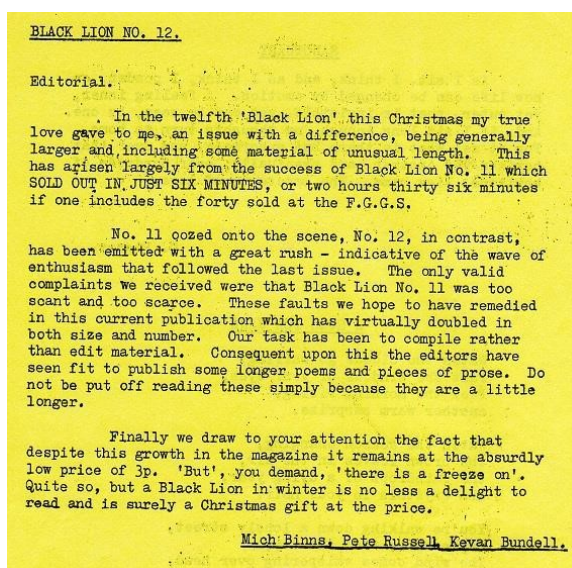 BLACK LION NO. 12.
Editorial.
In the twelfth 'Black Lion' this Christmas my true
love gave to me, an issue with a difference, being generally
larger and including some material of unusual length. This
has arisen largely from the success of Black Lion No. 11 which
SOLD OUT IN JUST SIX MINUTES, or two hours thirty six minutes
if one includes the forty sold at the F.G.G.S.
No. 11 oozed onto the scene, No. 12, in contrast,
has been emitted with a great rush - indicative of the wave of
enthusiasm that followed the last issue. The only valid
complaints we received were that Black Lion No. 11 was too
scant and too scarce. These faults we hope to have remedied
in this current publication which has virtually doubled in
both size and number. Our task has been to compile rather
than edit material. Consequent upon this the editors have
seen fit to publish some longer poems and pieces of prose. Do
not be put off reading these simply because they are a little
longer.
Finally we draw to your attention the fact that
despite this growth in the magazine it remains at the absurdly
low price of 3p. 'But', you demand, 'there is a freeze on'.
Quite so, but a Black Lion in winter is no less a delight to
read and is surely a Christmas gift at the price.
Mich Binns, Pete Russell, Kevan Bundell.